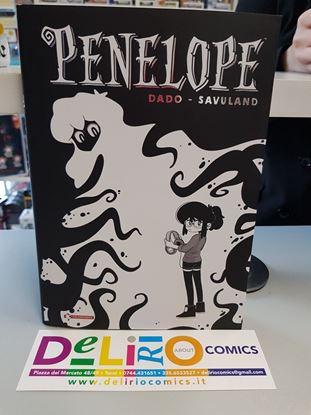 PENELOPE
DADO - SAVULAND
DELIRIO ABOUT COMICS
Piazza del Mercato 48/49 • Terni • 0744.431651 • 335.6033527 • deliriocomics@gmail.com
www.deliriocomics.it